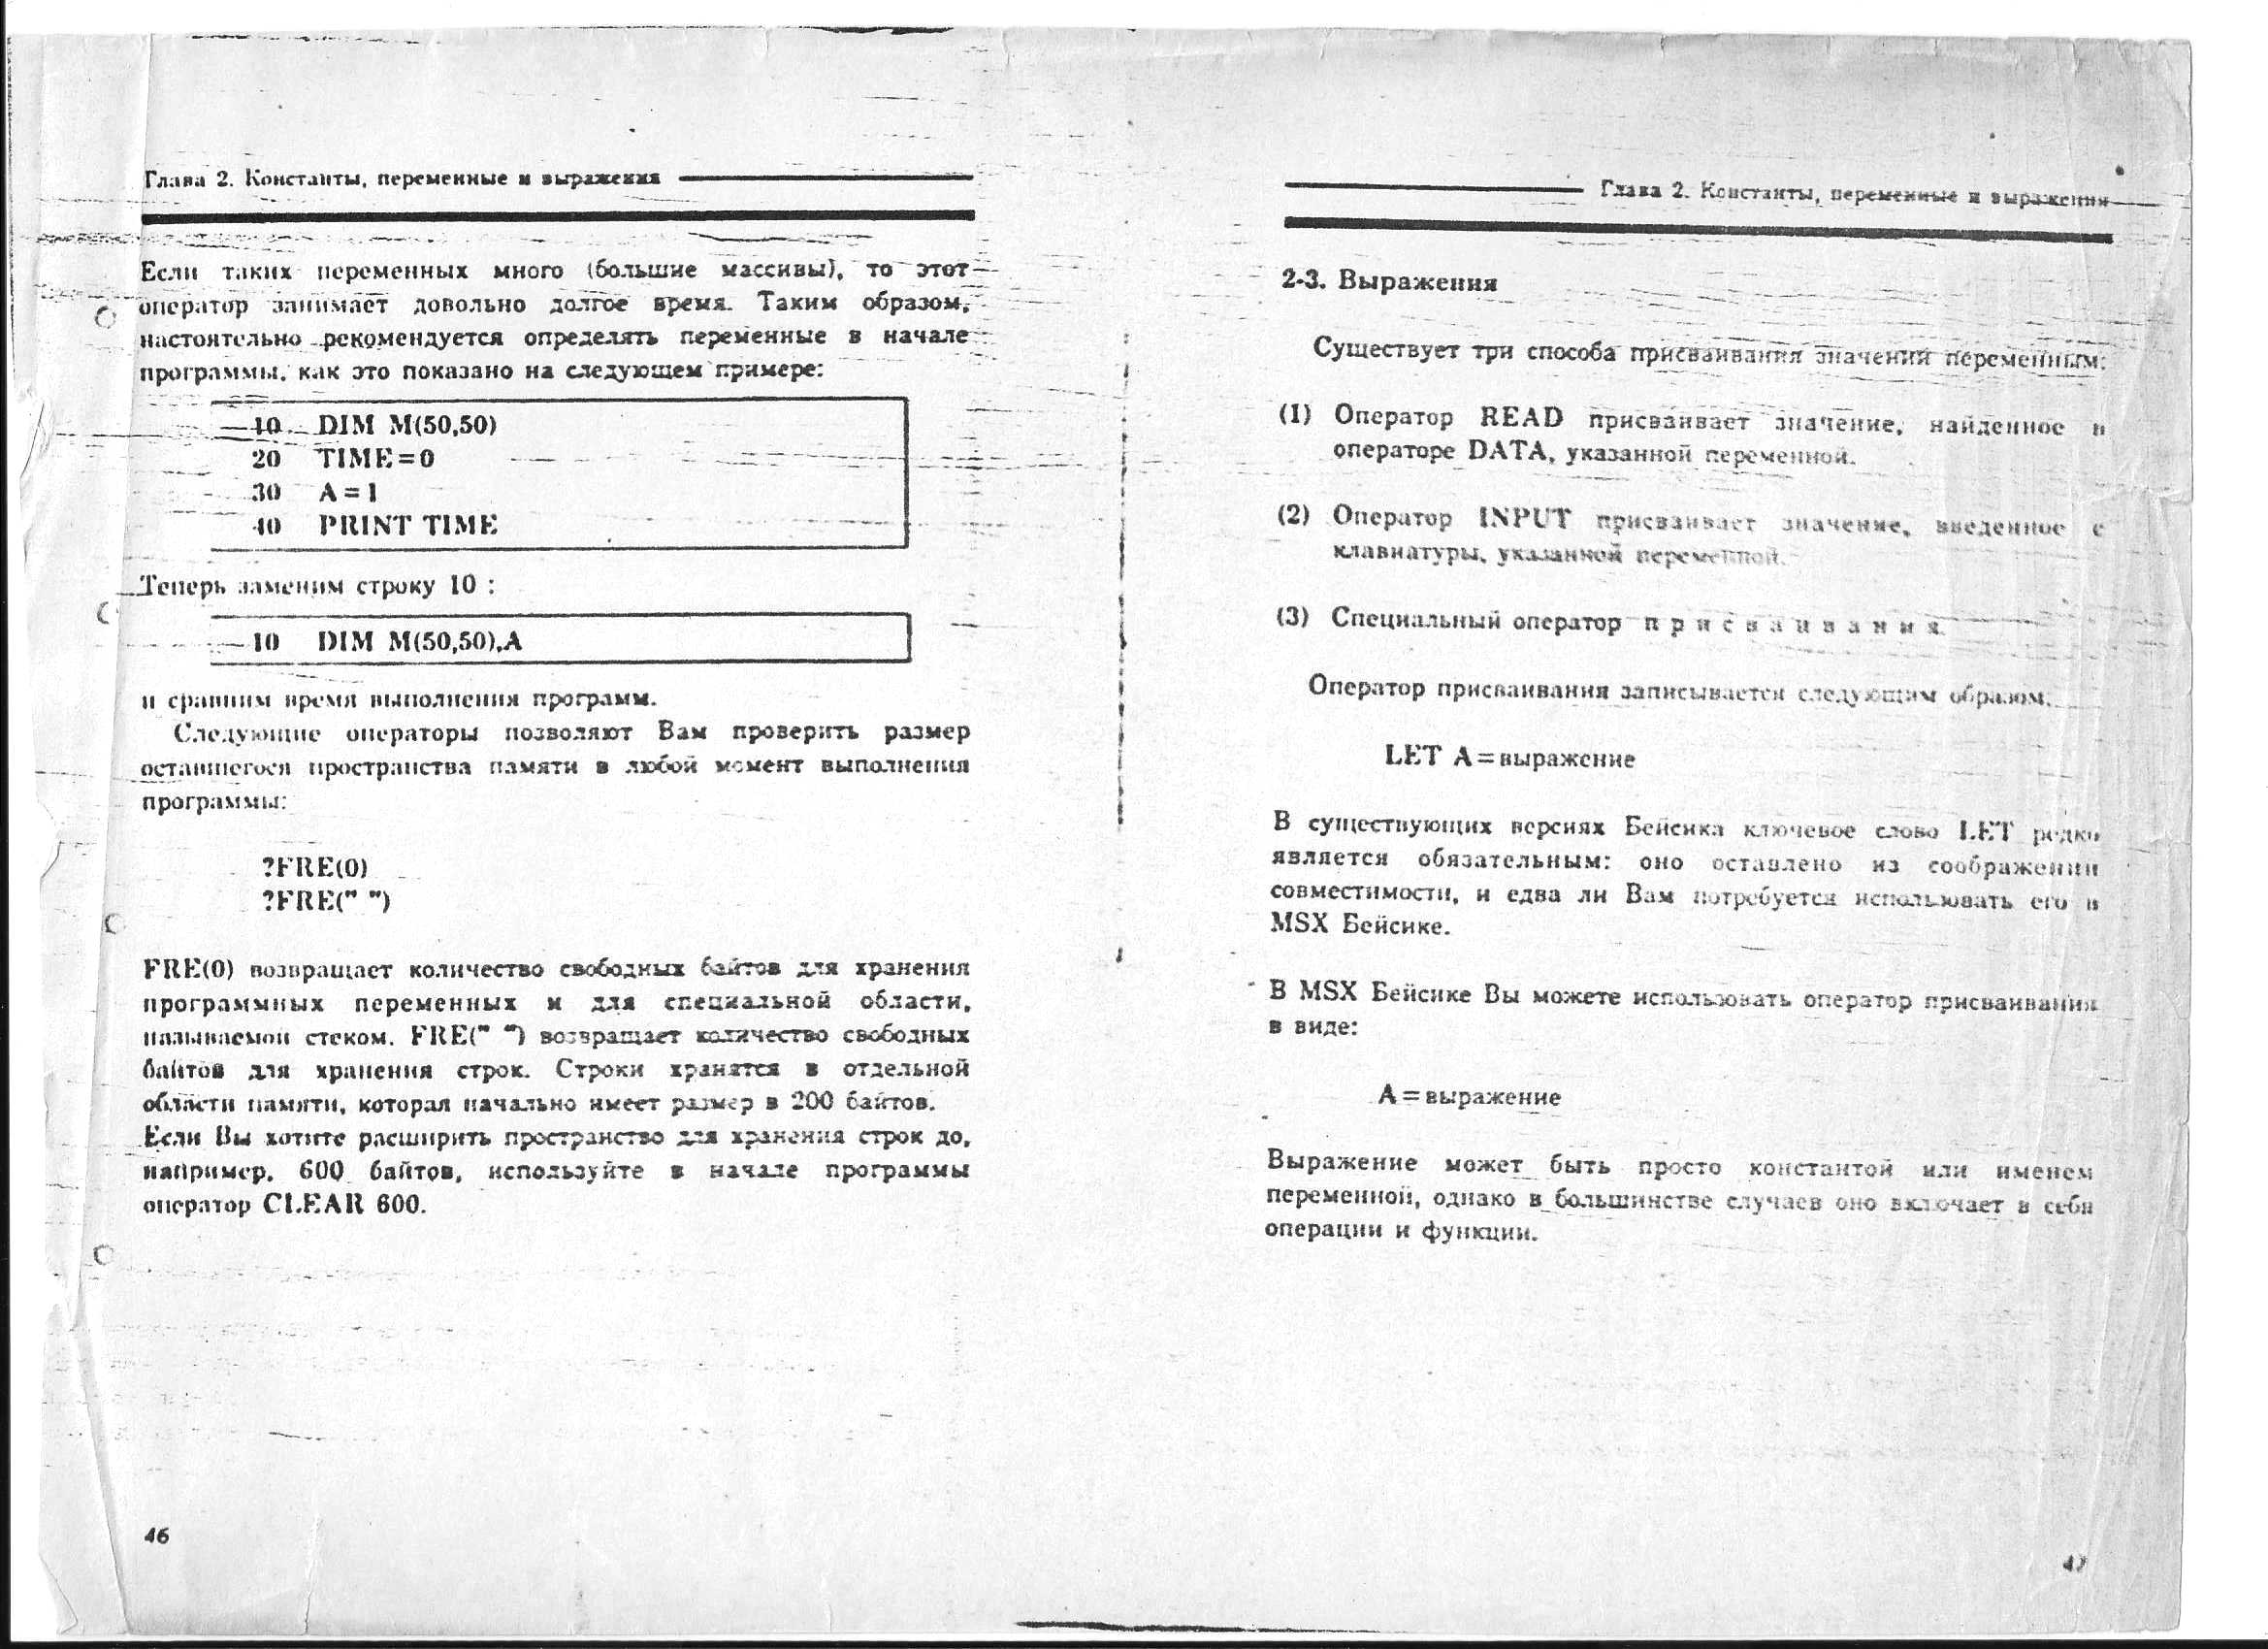 Глава 2. Константы, переменные и выражения
Если таких переменных много (большие массивы), то этот
оператор занимает довольно долгое время. Таким образом,
настоятельно рекомендуется определять переменные в начале
программы, как это показано на следующем примере:
10 DIM M(50,50)
20 TIME=0
30 A=1
40 PRINT TIME
Теперь заменим строку 10 :
10 DIM M(50,50),A
и сравним время выполнения программ.
Следующие операторы позволяют Вам проверить размер
оставшегося пространства памяти в любой момент выполнения
программы:
?FRE(0)
?FRE(" ")
FRE(0) возвращает количество свободных байтов для хранения
программных переменных и для специальной области,
называемой стеком. FRE(" ") возвращает количество свободных
байтов для хранения строк. Строки хранятся в отдельной
области памяти, которая начально имеет размер в 200 байтов.
Если Вы хотите расширить пространство для хранения строк до,
например, 600 байтов, используйте в начале программы
оператор CLEAR 600.
46
Глава 2. Константы, переменные и выражения
2-3. Выражения
Существует три способа присваивания значений переменным:
(1) Оператор READ присваивает значение, найденное в
операторе DATA, указанной переменной.
(2) Оператор INPUT присваивает значение, введенное с
клавиатуры, указанной переменной.
(3) Специальный оператор п р и с в а и в а н и я.
Оператор присваивания записывается следующим образом:
LET A=выражение
В существующих версиях Бейсика ключевое слово LET редко
является обязательным: оно оставлено из соображений
совместимости, и едва ли Вам потребуется использовать его в
MSX Бейсике.
В MSX Бейсике Вы можете использовать оператор присваивания
в виде:
A=выражение
Выражение может быть просто константой или именем
переменной, однако в большинстве случаев оно включает в себя
операции и функции.
47